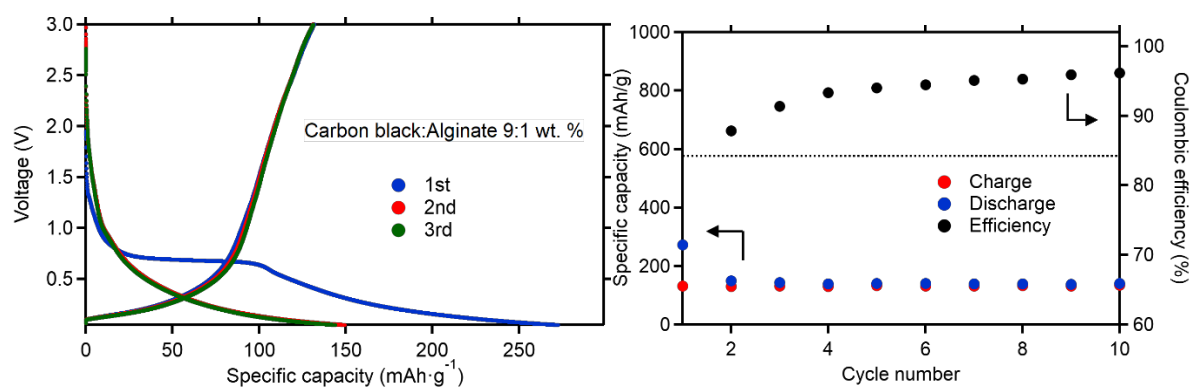 3.0
2.5
2.0
1.5
1.0
0.5
Voltage (V)
Carbon black:Alginate 9:1 wt. %
1st
2nd
3rd
0
50
100
150
200
250
Specific capacity (mAh·g⁻¹)
1000
800
600
400
200
0
Specific capacity (mAh/g)
Charge
Discharge
Efficiency
100
90
80
70
60
Coulombic efficiency (%)
2
4
6
8
10
Cycle number